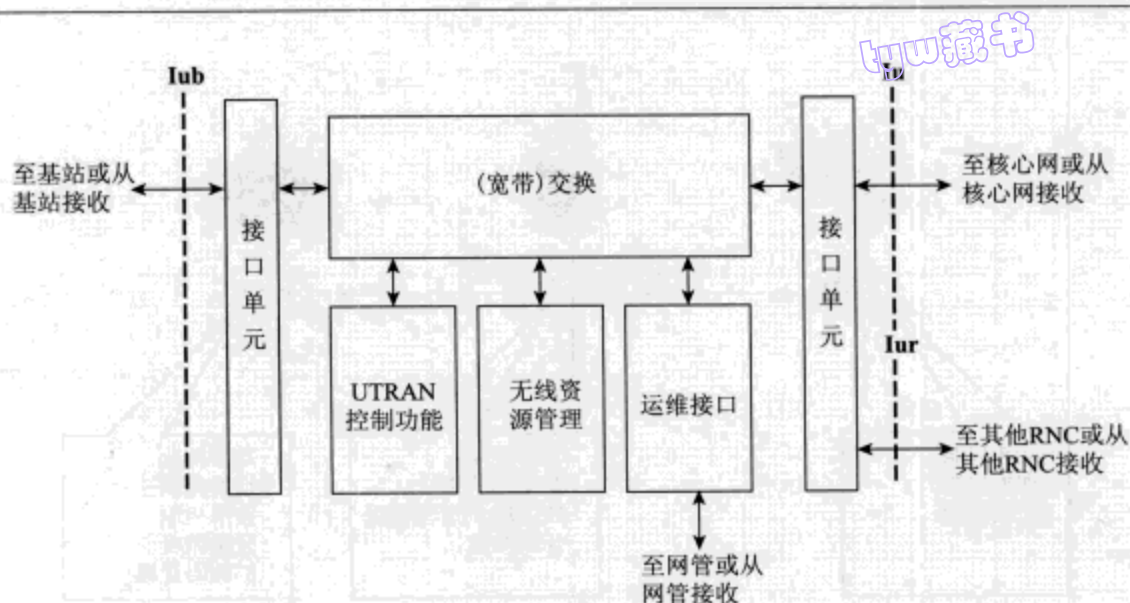 tyw藏书
Iub
Iu
至基站或从
基站接收
接口单元
(宽带)交换
接口单元
至核心网或从
核心网接收
Iur
UTRAN
控制功能
无线资
源管理
运维接口
至其他RNC或从
其他RNC接收
至网管或从
网管接收